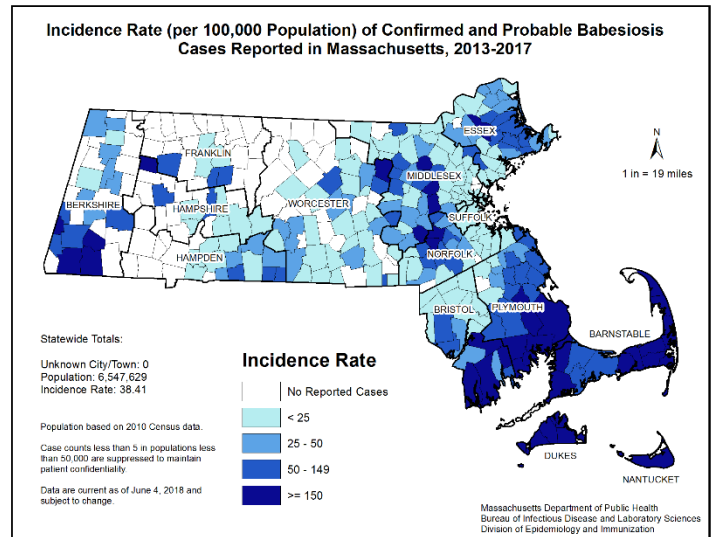 Incidence Rate (per 100,000 Population) of Confirmed and Probable Babesiosis
Cases Reported in Massachusetts, 2013-2017
ESSEX
N
FRANKLIN
1 in = 19 miles
MIDDLESEX
BERKSHIRE
HAMPSHIRE
WORCESTER
SUFFOLK
HAMPDEN
NORFOLK
BRISTOL
PLYMOUTH
BARNSTABLE
DUKES
NANTUCKET
Statewide Totals:
Unknown City/Town: 0
Population: 6,547,629
Incidence Rate: 38.41
Population based on 2010 Census data.
Case counts less than 5 in populations less
than 50,000 are suppressed to maintain
patient confidentiality.
Data are current as of June 4, 2018 and
subject to change.
Incidence Rate
No Reported Cases
< 25
25 - 50
50 - 149
>= 150
Massachusetts Department of Public Health
Bureau of Infectious Disease and Laboratory Sciences
Division of Epidemiology and Immunization